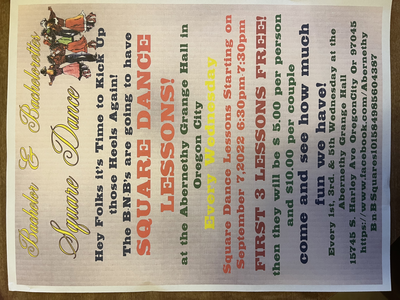 Bachelor & Bachelorette
Square Dance
Hey Folks it's Time to Kick Up
those Heels Again!
The B-N-B's are going to have
SQUARE DANCE
LESSONS!
at the Abernethy Grange Hall in
Oregon City
Every Wednesday
Square Dance Lessons Starting on
September 7,2022 6:30pm-7:30pm
FIRST 3 LESSONS FREE!
then they will be $ 5.00 per person
and $10.00 per couple
come and see how much
fun we have!
Every 1st, 3rd, & 5th Wednesday at the
Abernethy Grange Hall
15745 S. Harley Ave OregonCity Or 97045
https://www.facebook.com/Abernethy
BnBSquares101584985604397